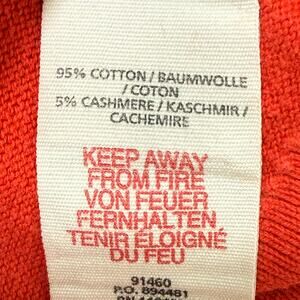 95% COTTON / BAUMWOLLE
/ COTON
5% CASHMERE / KASCHMIR /
CACHEMIRE
KEEP AWAY
FROM FIRE
VON FEUER
FERNHALTEN
TENIR ÉLOIGNÉ
DU FEU
91460
P.O. 894481